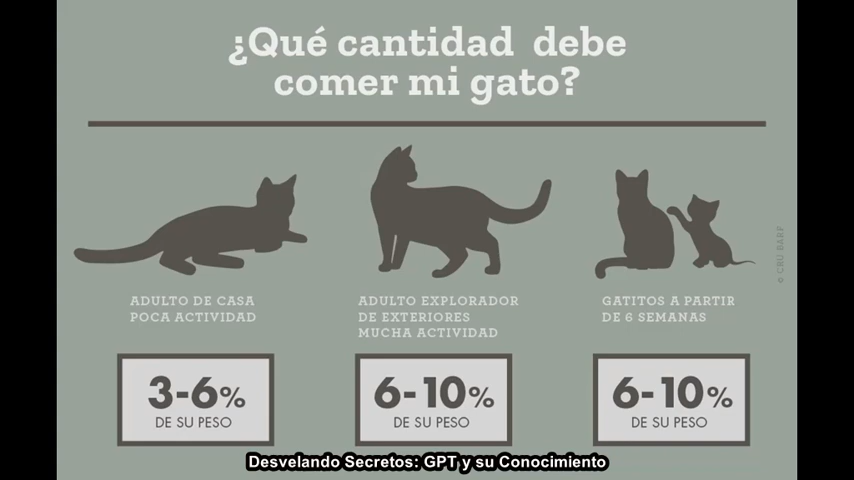 ¿Qué cantidad debe
comer mi gato?
© CRU BARF
ADULTO DE CASA
POCA ACTIVIDAD
ADULTO EXPLORADOR
DE EXTERIORES
MUCHA ACTIVIDAD
GATITOS A PARTIR
DE 6 SEMANAS
3-6%
DE SU PESO
6-10%
DE SU PESO
6-10%
DE SU PESO
Desvelando Secretos: GPT y su Conocimiento